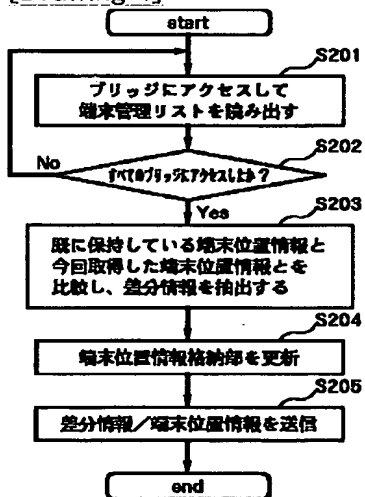 start
S201
ブリッジにアクセスして
端末管理リストを読み出す
S202
すべてのブリッジにアクセスしたか？
No
Yes
S203
既に保持している端末位置情報と
今回取得した端末位置情報とを
比較し、差分情報を抽出する
S204
端末位置情報格納部を更新
S205
差分情報／端末位置情報を送信
end